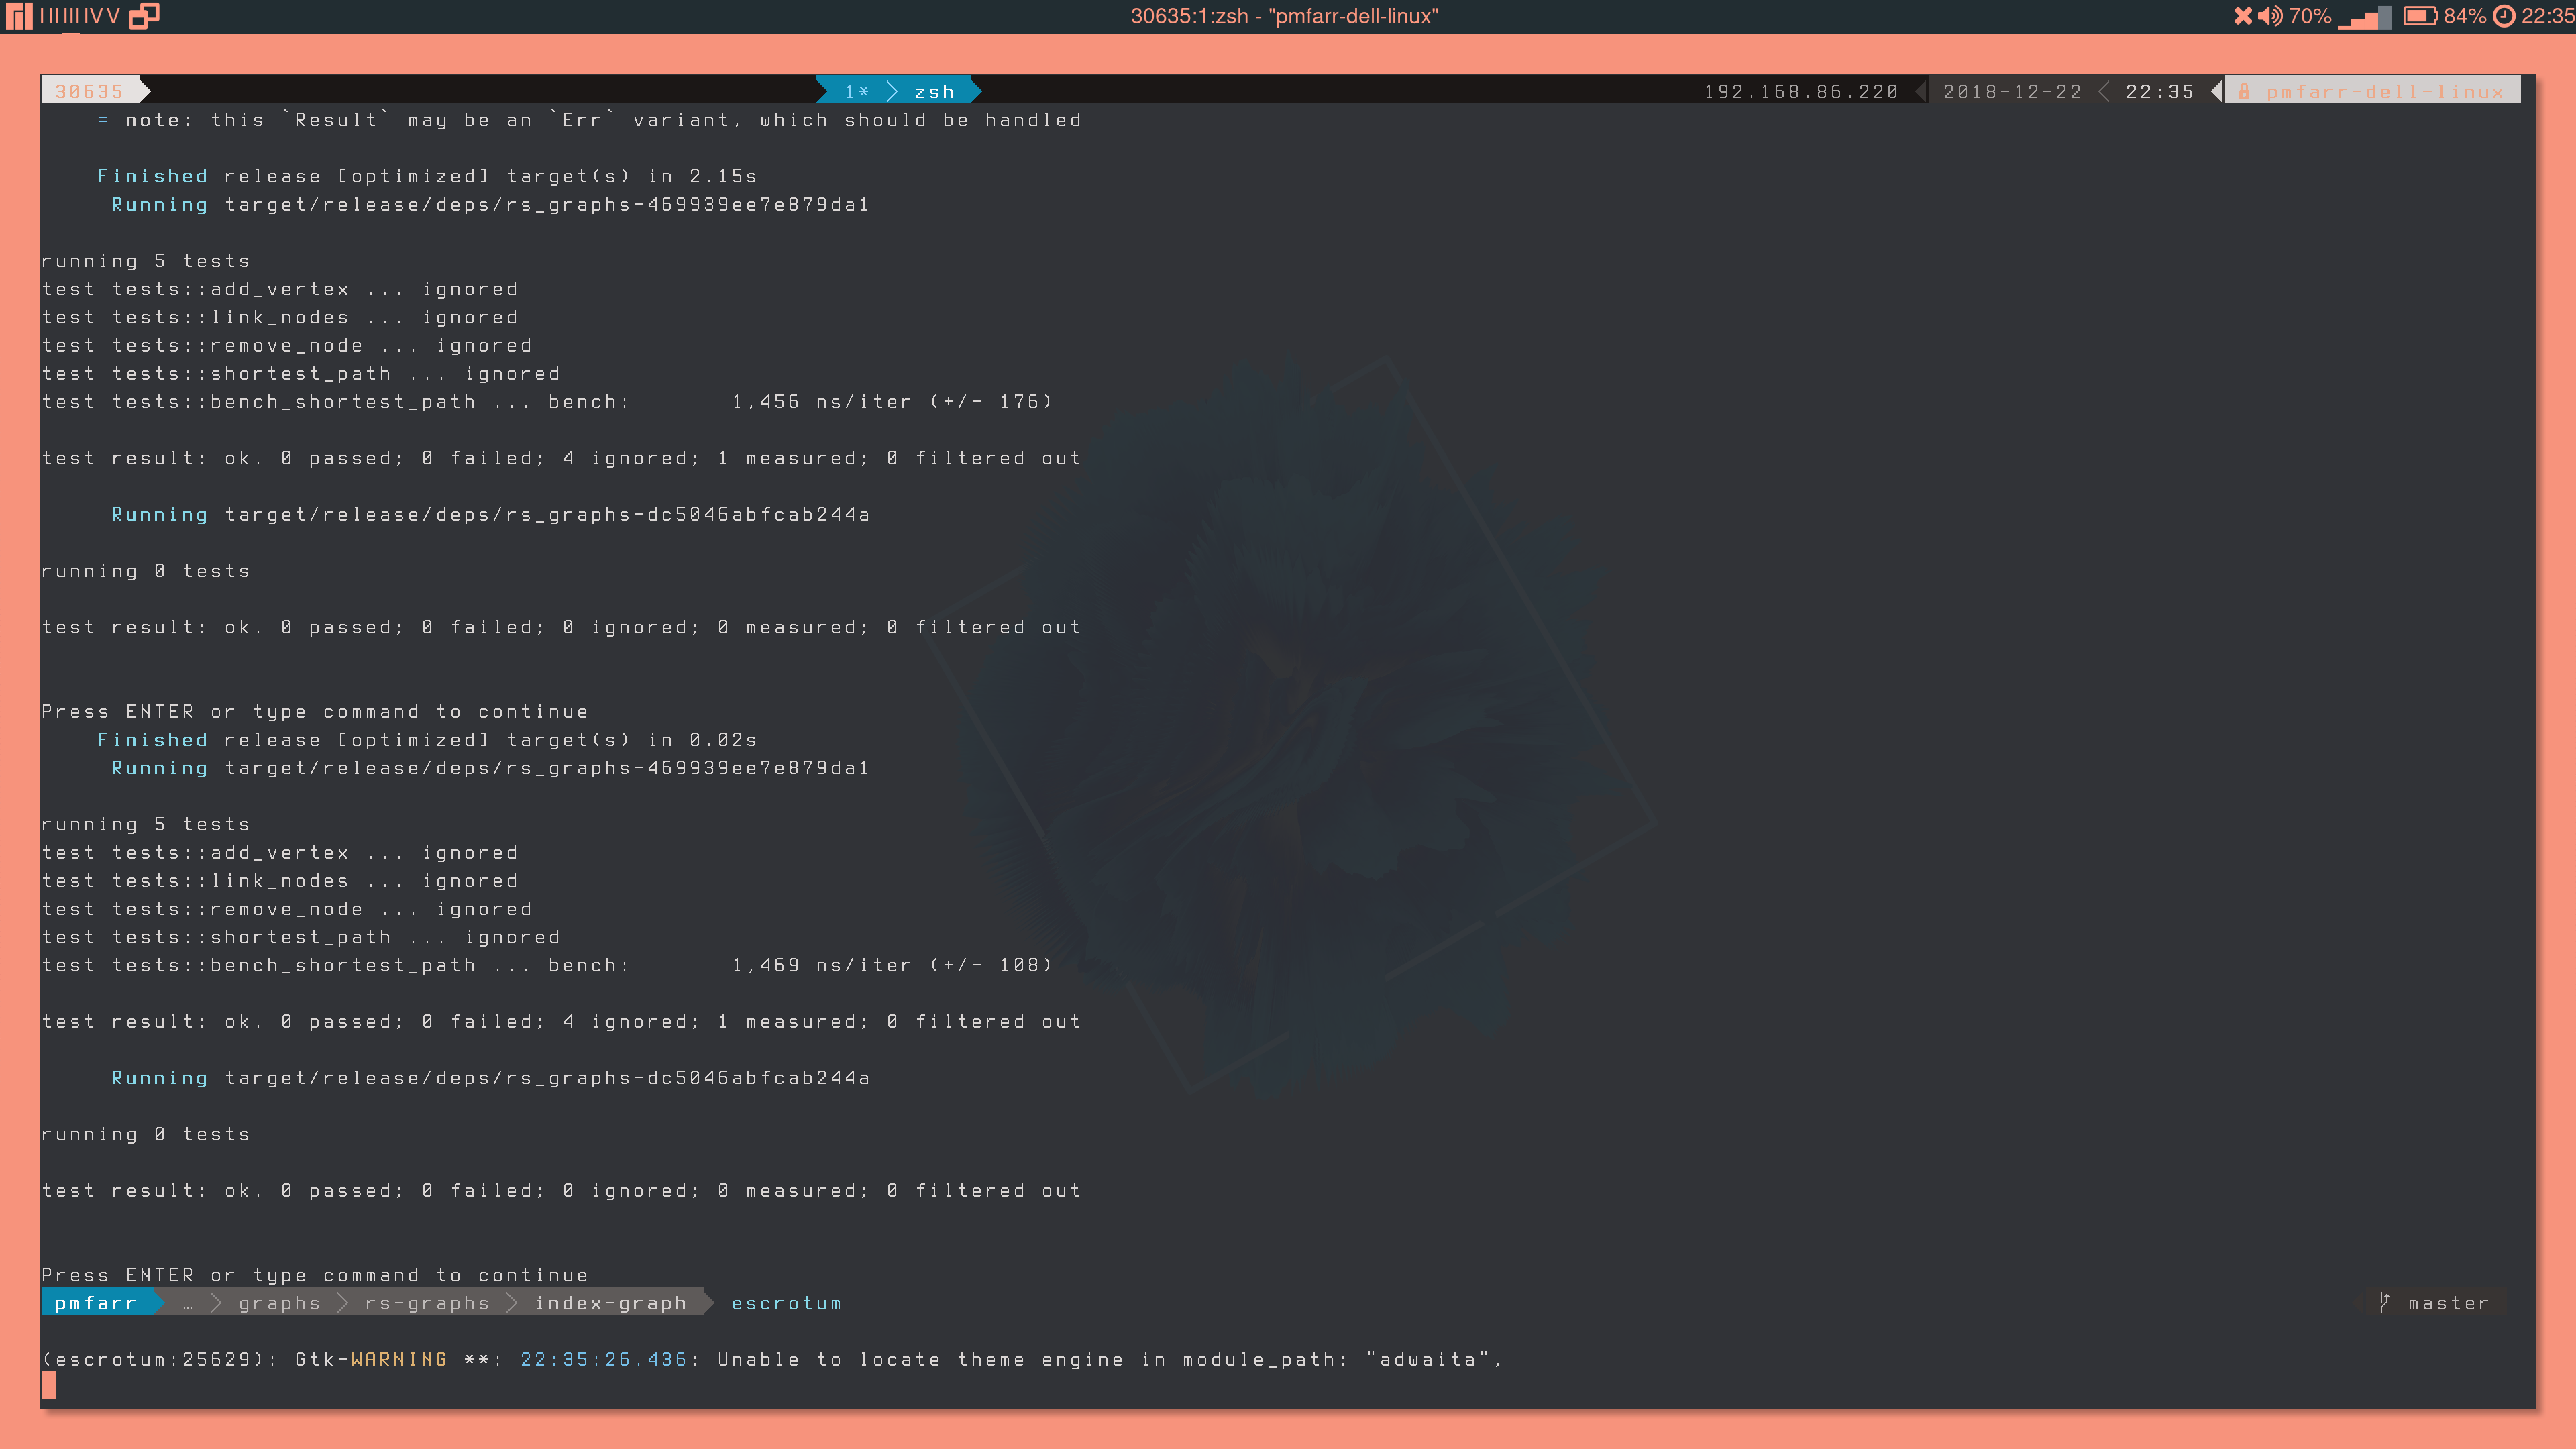 I II III IV V 30635:1:zsh - "pmfarr-dell-linux" 70% 84% 22:35
30635 1* zsh 192.168.86.220 2018-12-22 22:35 pmfarr-dell-linux
= note: this `Result` may be an `Err` variant, which should be handled
Finished release [optimized] target(s) in 2.15s
Running target/release/deps/rs_graphs-469939ee7e879da1
running 5 tests
test tests::add_vertex ... ignored
test tests::link_nodes ... ignored
test tests::remove_node ... ignored
test tests::shortest_path ... ignored
test tests::bench_shortest_path ... bench: 1,456 ns/iter (+/- 176)
test result: ok. 0 passed; 0 failed; 4 ignored; 1 measured; 0 filtered out
Running target/release/deps/rs_graphs-dc5046abfcab244a
running 0 tests
test result: ok. 0 passed; 0 failed; 0 ignored; 0 measured; 0 filtered out
Press ENTER or type command to continue
Finished release [optimized] target(s) in 0.02s
Running target/release/deps/rs_graphs-469939ee7e879da1
running 5 tests
test tests::add_vertex ... ignored
test tests::link_nodes ... ignored
test tests::remove_node ... ignored
test tests::shortest_path ... ignored
test tests::bench_shortest_path ... bench: 1,469 ns/iter (+/- 108)
test result: ok. 0 passed; 0 failed; 4 ignored; 1 measured; 0 filtered out
Running target/release/deps/rs_graphs-dc5046abfcab244a
running 0 tests
test result: ok. 0 passed; 0 failed; 0 ignored; 0 measured; 0 filtered out
Press ENTER or type command to continue
pmfarr … graphs rs-graphs index-graph escrotum master
(escrotum:25629): Gtk-WARNING **: 22:35:26.436: Unable to locate theme engine in module_path: "adwaita",